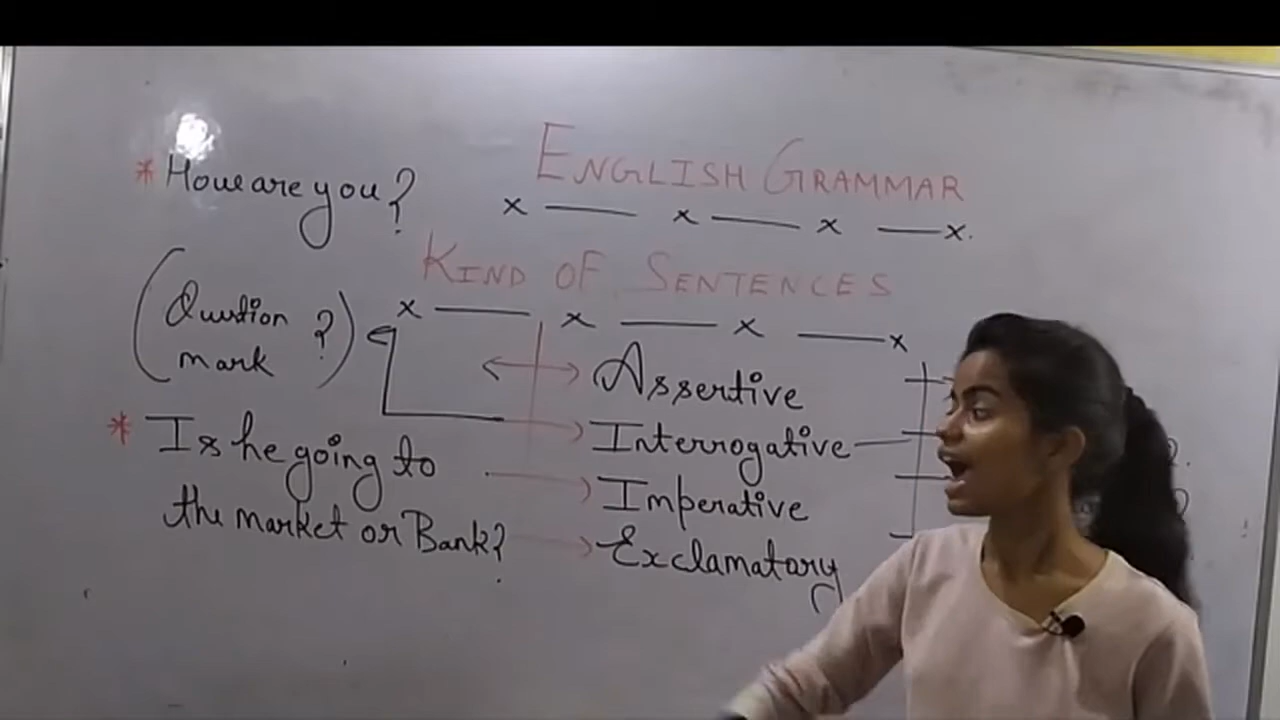 ENGLISH GRAMMAR
KIND OF SENTENCES
* How are you?
(Question
mark ?)
* Is he going to
the market or Bank?
Assertive
Interrogative
Imperative
Exclamatory